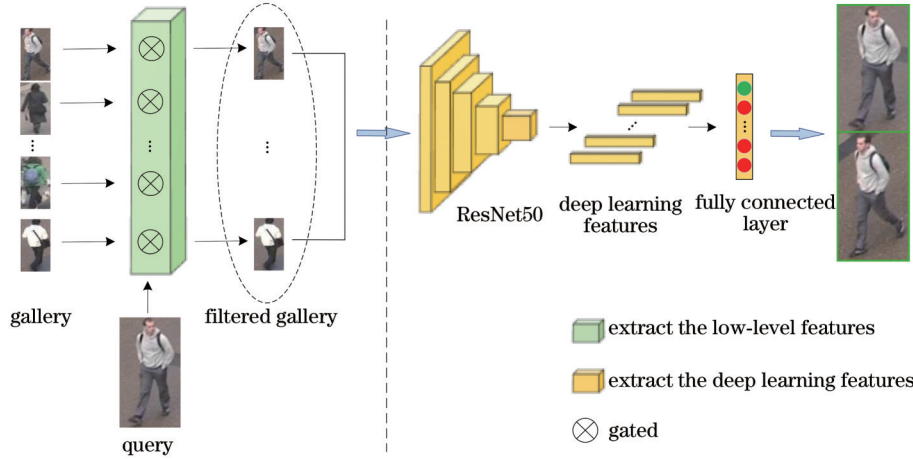 gallery
filtered gallery
query
ResNet50
deep learning
features
fully connected
layer
extract the low-level features
extract the deep learning features
gated